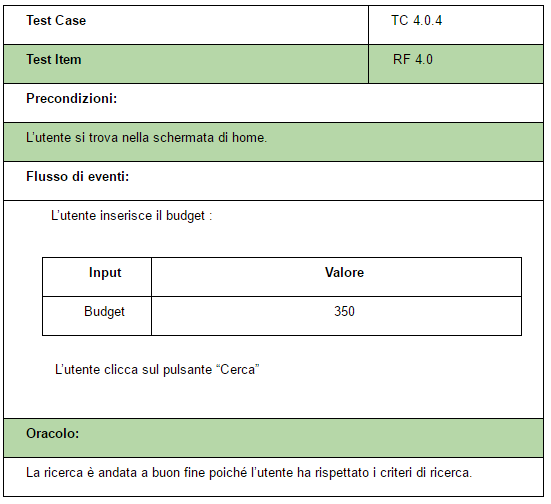 Test Case TC 4.0.4
Test Item RF 4.0
Precondizioni:
L’utente si trova nella schermata di home.
Flusso di eventi:
L’utente inserisce il budget :
Input Valore
Budget 350
L’utente clicca sul pulsante “Cerca”
Oracolo:
La ricerca è andata a buon fine poiché l’utente ha rispettato i criteri di ricerca.